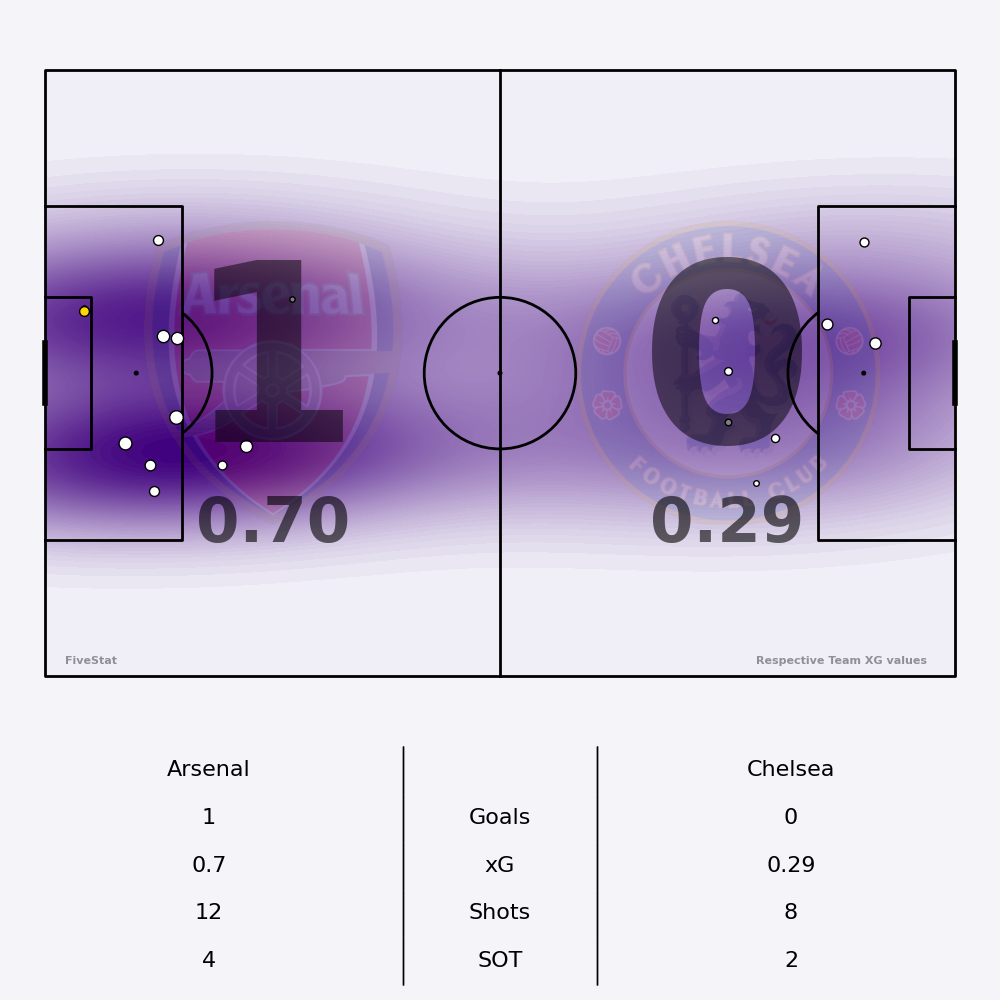 Arsenal
CHELSEA
FOOTBALL CLUB
1
0
0.70
0.29
FiveStat
Respective Team XG values
Arsenal
Chelsea
1
Goals
0
0.7
xG
0.29
12
Shots
8
4
SOT
2